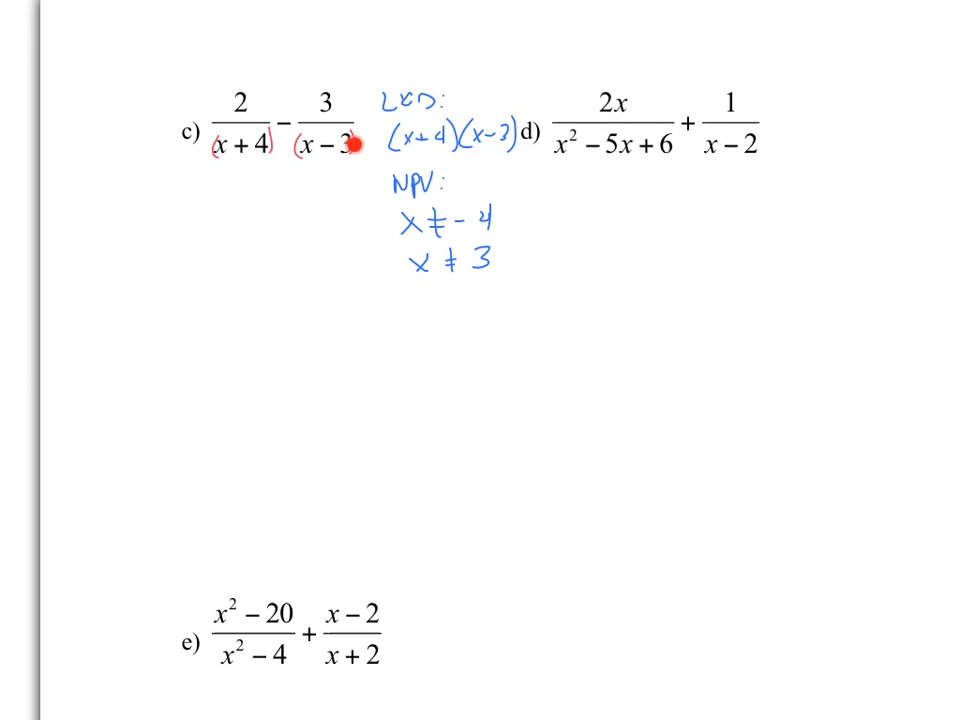 c) 2/(x + 4) − 3/(x − 3)
LCD:
(x+4)(x−3)
NPV:
x ≠ − 4
x ≠ 3
d) 2x/(x² − 5x + 6) + 1/(x − 2)
e) (x² − 20)/(x² − 4) + (x − 2)/(x + 2)